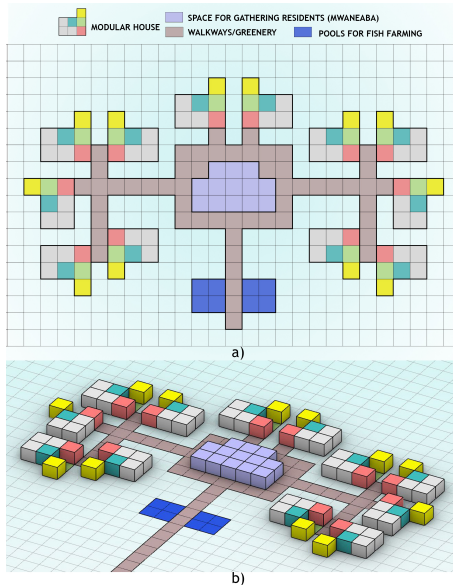 MODULAR HOUSE
SPACE FOR GATHERING RESIDENTS (MWANEABA)
WALKWAYS/GREENERY
POOLS FOR FISH FARMING
a)
b)